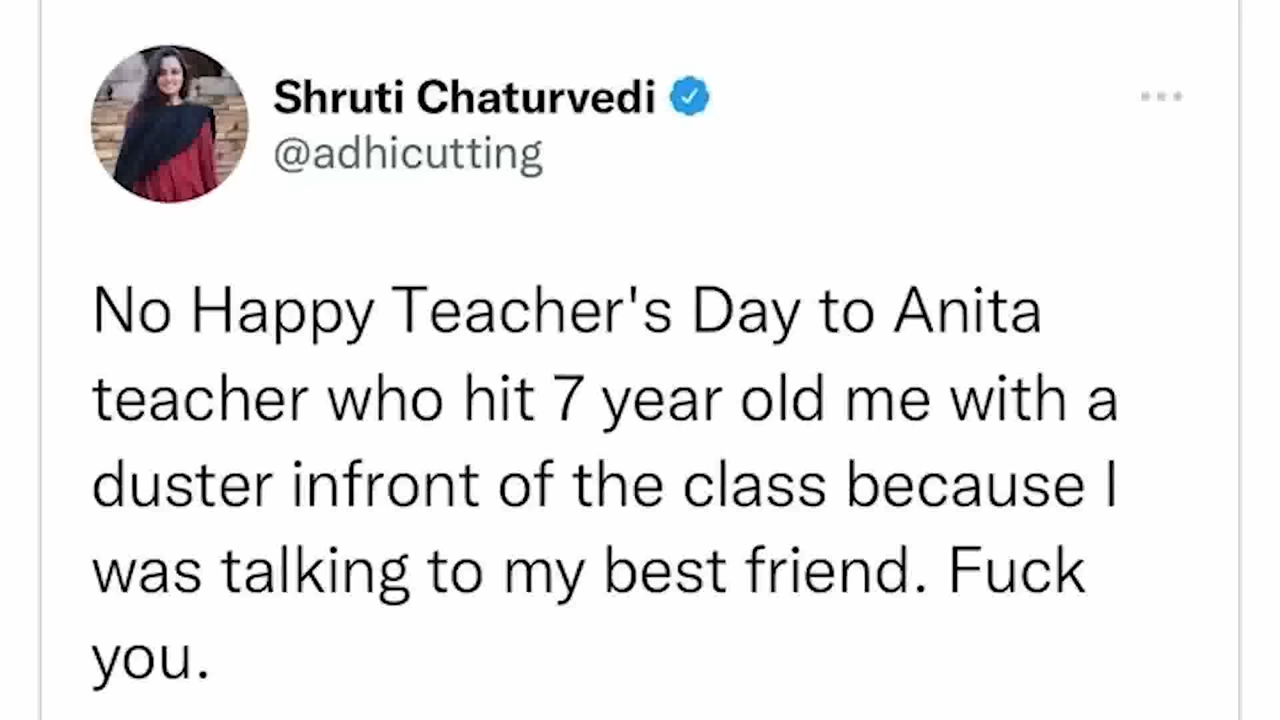 Shruti Chaturvedi
@adhicutting
No Happy Teacher's Day to Anita
teacher who hit 7 year old me with a
duster infront of the class because I
was talking to my best friend. Fuck
you.